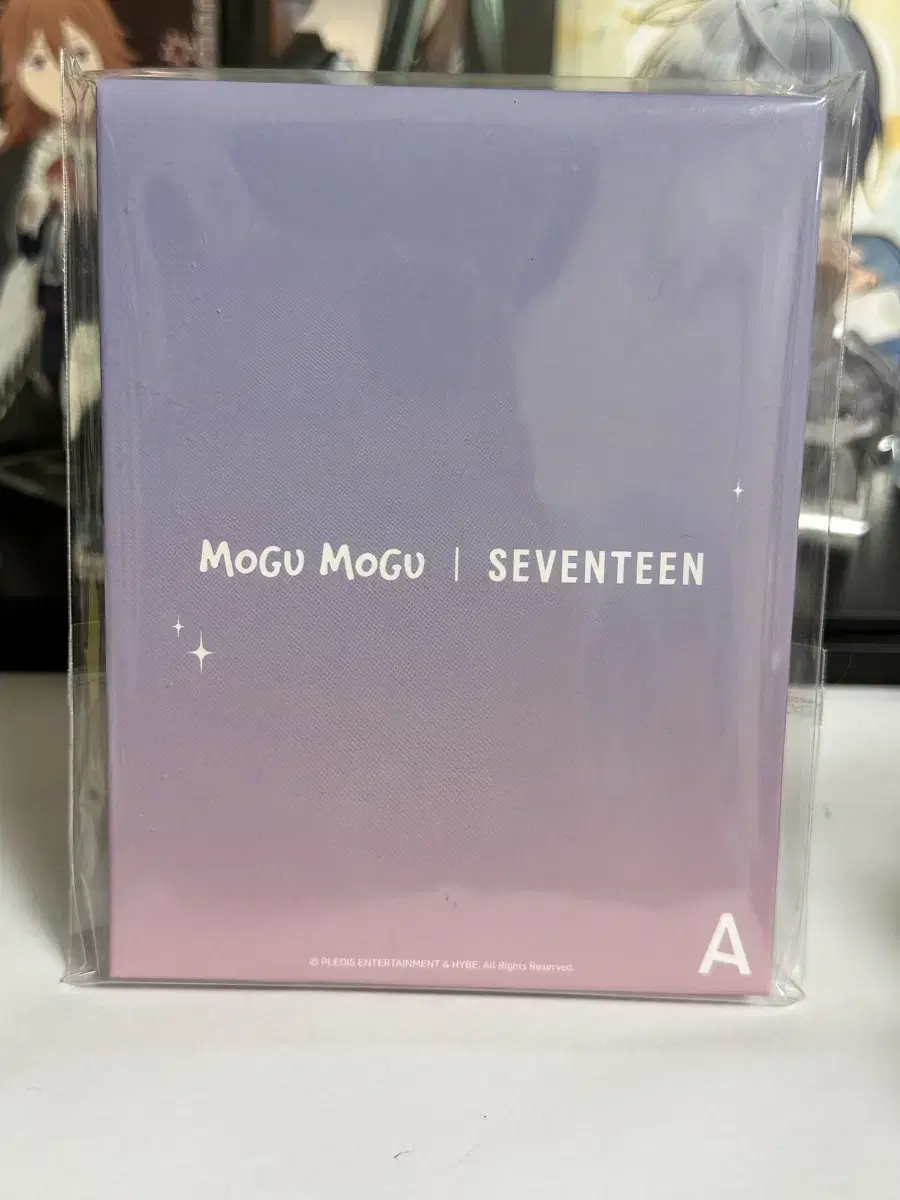 MOGU MOGU | SEVENTEEN
© PLEDIS ENTERTAINMENT & HYBE. All Rights Reserved.
A